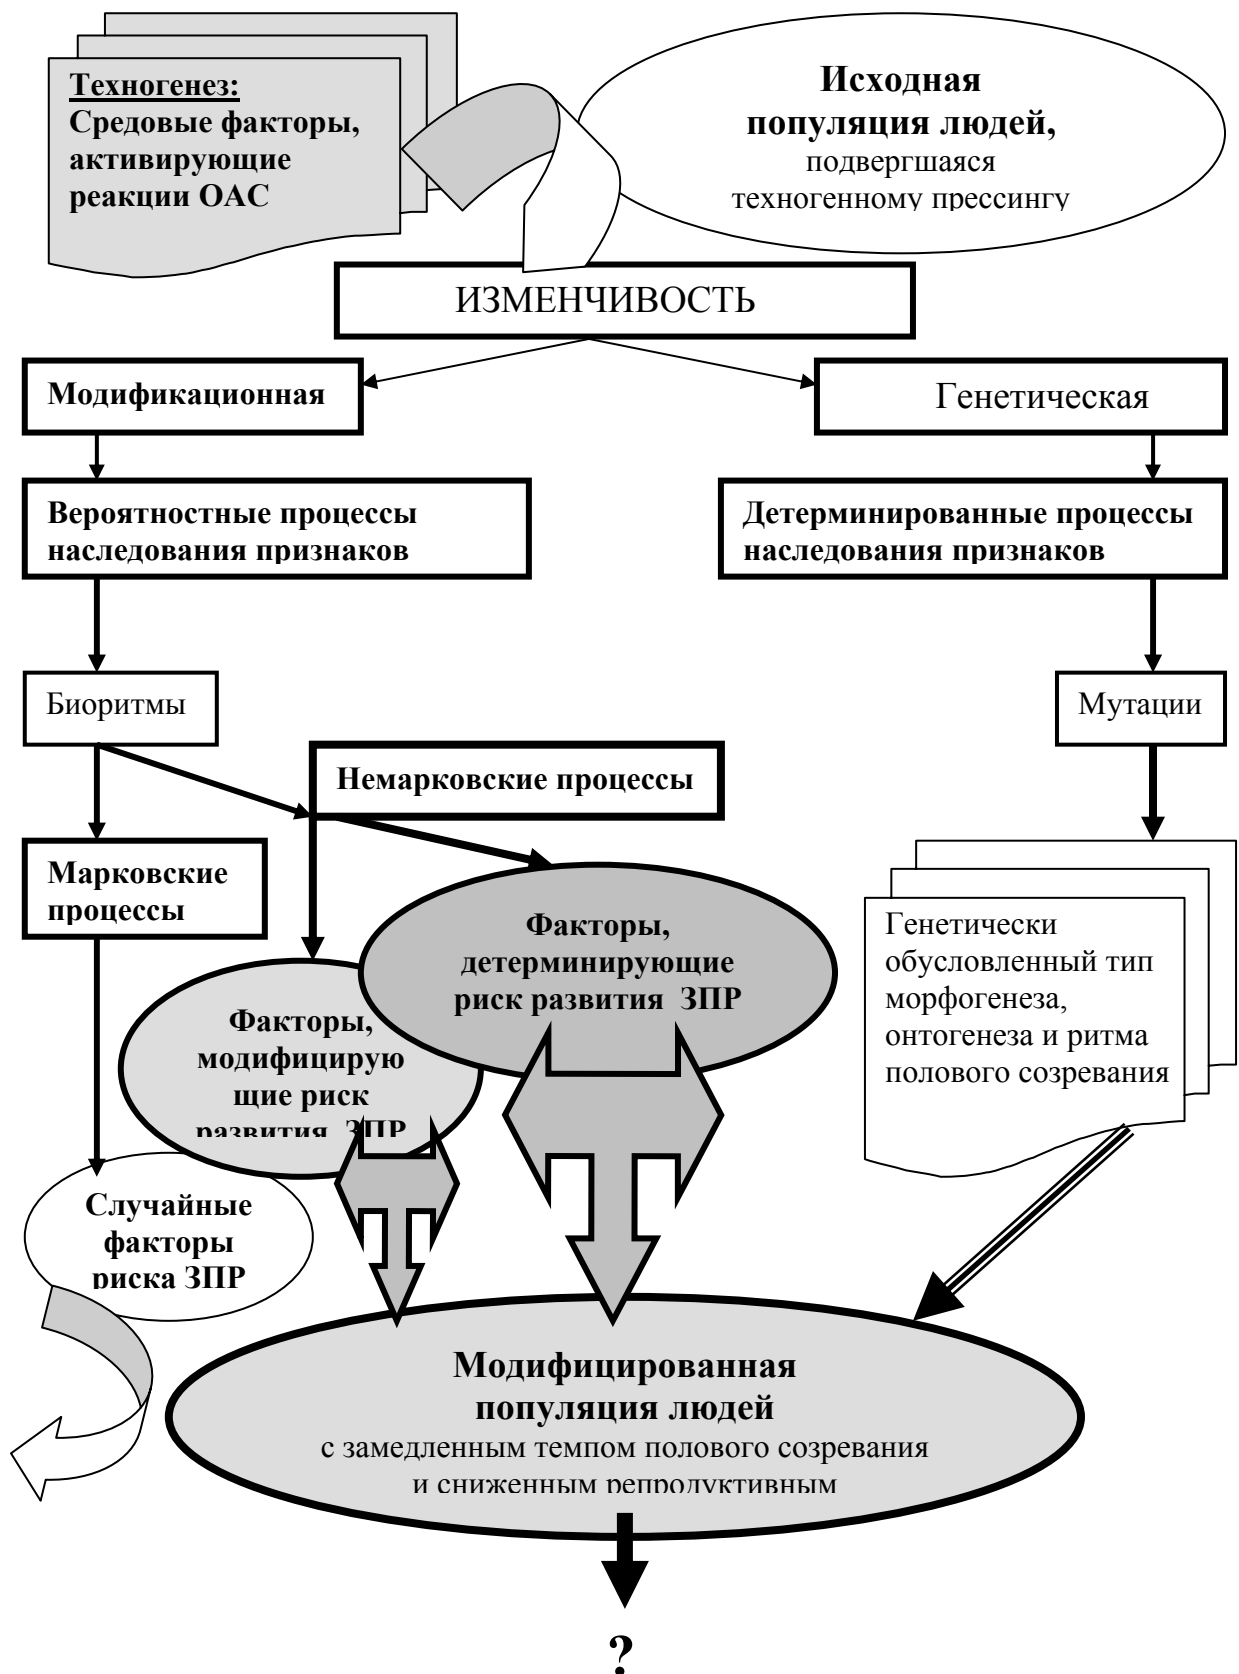 Техногенез:
Средовые факторы,
активирующие
реакции ОАС
Исходная
популяция людей,
подвергшаяся
техногенному прессингу
ИЗМЕНЧИВОСТЬ
Модификационная
Генетическая
Вероятностные процессы
наследования признаков
Детерминированные процессы
наследования признаков
Биоритмы
Мутации
Немарковские процессы
Марковские
процессы
Факторы,
детерминирующие
риск развития ЗПР
Генетически
обусловленный тип
морфогенеза,
онтогенеза и ритма
полового созревания
Факторы,
модифицирую
щие риск
развития ЗПР
Случайные
факторы
риска ЗПР
Модифицированная
популяция людей
с замедленным темпом полового созревания
и сниженным репродуктивным
?